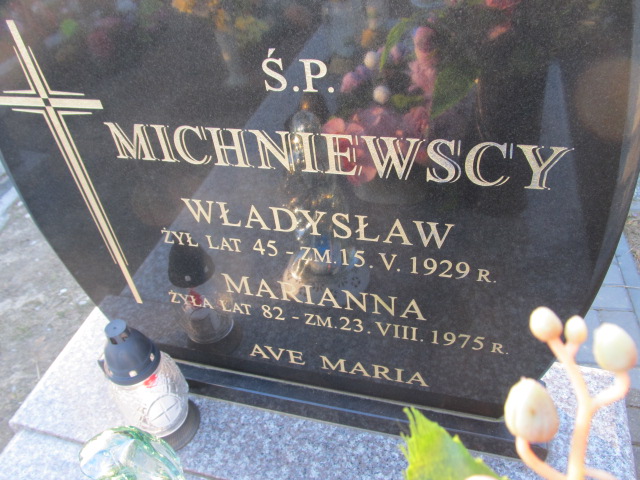 Ś.P.
MICHNIEWSCY
WŁADYSŁAW
ŻYŁ LAT 45 - ZM.15.V.1929 R.
MARIANNA
ŻYŁA LAT 82 - ZM.23.VIII.1975 R.
AVE MARIA